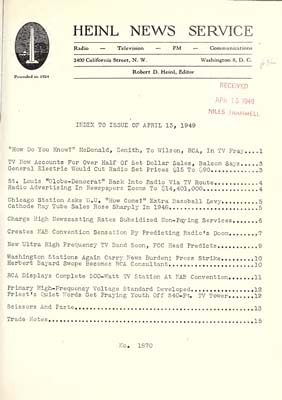 HEINL NEWS SERVICE
Radio — Television — FM — Communications
2400 California Street, N. W. Washington 8, D. C.
Robert D. Heinl, Editor
Founded in 1924
RECEIVED
APR 13 1949
NILES TRAMMELL
INDEX TO ISSUE OF APRIL 13, 1949
"How Do You Know?" McDonald, Zenith, To Wilson, RCA, In TV Fray....1
TV Now Accounts For Over Half Of Set Dollar Sales, Balcom Says.....3
General Electric Would Cut Radio Set Prices $15 To $90.............3
St. Louis "Globe-Democrat" Back Into Radio Via TV Route............4
Radio Advertising In Newspapers Zooms To $14,401,000...............4
Chicago Station Asks U.S. "How Come?" Extra Baseball Levy..........5
Cathode Ray Tube Sales Rose Sharply In 1948........................5
Charge High Newscasting Rates Subsidized Non-Paying Services.......6
Creates NAB Convention Sensation By Predicting Radio's Doom........7
New Ultra High Frequency TV Band Soon, FCC Head Predicts...........9
Washington Stations Again Carry News Burden; Press Strike..........10
Herbert Bayard Swope Becomes RCA Consultant........................10
RCA Displays Complete 500-Watt TV Station At NAB Convention........11
Primary High-Frequency Voltage Standard Developed..................12
Priest's Quiet Words Get Praying Youth Off 540-Ft. TV Tower........12
Scissors And Paste.................................................13
Trade Notes........................................................15
No. 1870